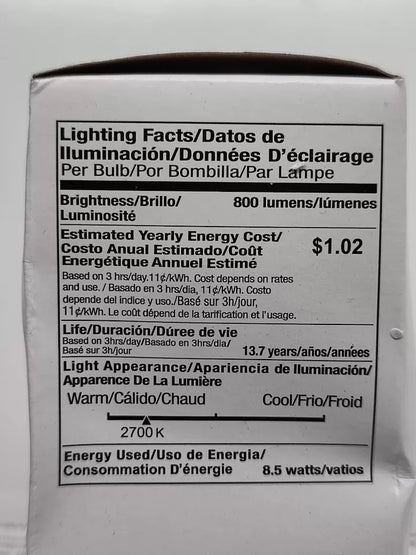 Lighting Facts/Datos de
Iluminación/Données D'éclairage
Per Bulb/Por Bombilla/Par Lampe
Brightness/Brillo/ 800 lumens/lúmenes
Luminosité
Estimated Yearly Energy Cost/
Costo Anual Estimado/Coût $1.02
Energétique Annuel Estimé
Based on 3 hrs/day.11¢/kWh. Cost depends on rates
and use. / Basado en 3 hrs/día, 11¢/kWh. Costo
depende del indice y uso./Basé sur 3h/jour,
11¢/kWh. Le coût dépend de la tarification et l'usage.
Life/Duración/Dúree de vie
Based on 3hrs/day/Basado en 3hrs/dia/
Basé sur 3h/jour 13.7 years/años/années
Light Appearance/Apariencia de Iluminación/
Apparence De La Lumière
Warm/Cálido/Chaud Cool/Frio/Froid
2700 K
Energy Used/Uso de Energia/
Consommation D'énergie 8.5 watts/vatios